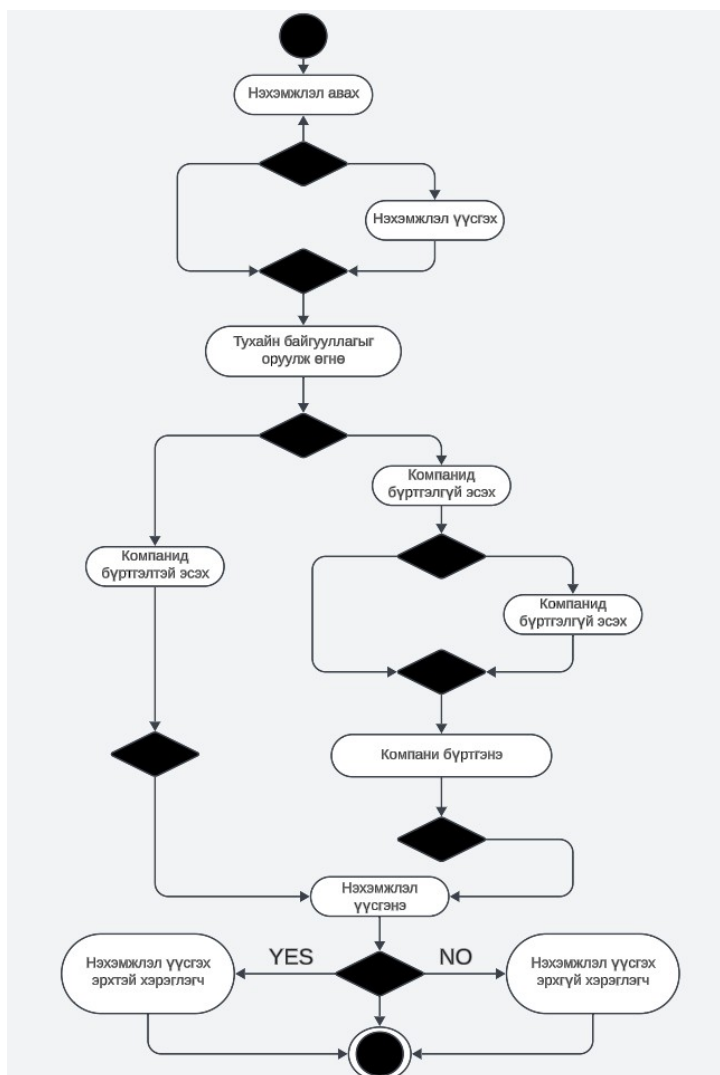 Нэхэмжлэл авах
Нэхэмжлэл үүсгэх
Тухайн байгууллагыг
оруулж өгнө
Компанид
бүртгэлгүй эсэх
Компанид
бүртгэлтэй эсэх
Компанид
бүртгэлгүй эсэх
Компани бүртгэнэ
Нэхэмжлэл
үүсгэнэ
YES
NO
Нэхэмжлэл үүсгэх
эрхтэй хэрэглэгч
Нэхэмжлэл үүсгэх
эрхгүй хэрэглэгч